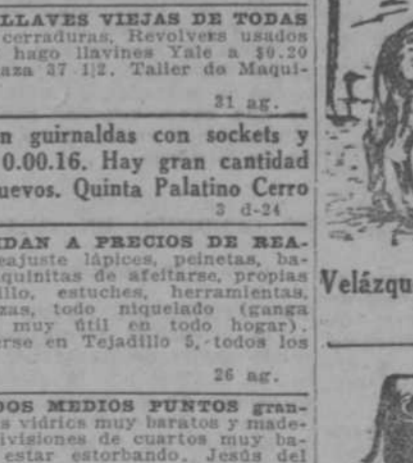 LLAVES VIEJAS DE TODAS
cerraduras, Revolvers usados
hago llavines Yale a $0.20
aza 37 1|2. Taller de Maqui-
31 ag.
n guirnaldas con sockets y
0.00.16. Hay gran cantidad
uevos. Quinta Palatino Cerro
3 d-24
IDAN A PRECIOS DE REA-
eajuste lápices, peinetas, ba-
quinitas de afeitarse, propias
illo, estuches, herramientas,
zas, todo niquelado (ganga
muy útil en todo hogar).
rse en Tejadillo 5, todos los
26 ag.
DOS MEDIOS PUNTOS gran-
s vidrios muy baratos y made-
ivisiones de cuartos muy ba-
estar estorbando. Jesús del
Velázqu